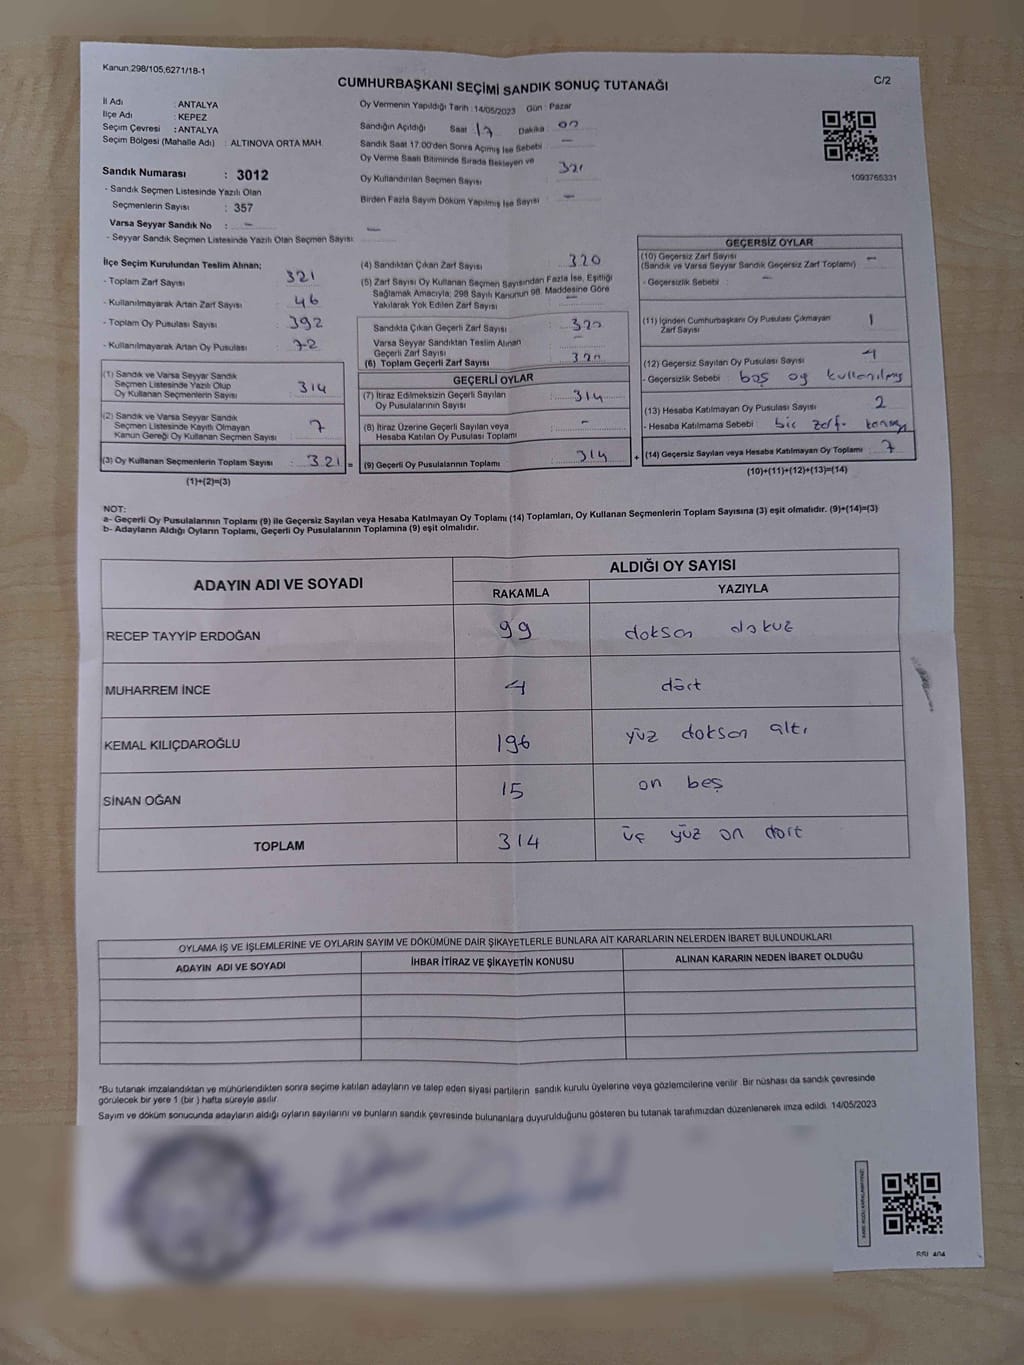 Kanun,298/105,6271/18-1
CUMHURBAŞKANI SEÇİMİ SANDIK SONUÇ TUTANAĞI
C/2
İl Adı : ANTALYA
İlçe Adı : KEPEZ
Seçim Çevresi : ANTALYA
Seçim Bölgesi (Mahalle Adı) : ALTINOVA ORTA MAH.
Sandık Numarası : 3012
- Sandık Seçmen Listesinde Yazılı Olan
Seçmenlerin Sayısı : 357
Varsa Seyyar Sandık No : -
- Seyyar Sandık Seçmen Listesinde Yazılı Olan Seçmen Sayısı: -
Oy Vermenin Yapıldığı Tarih : 14/05/2023 Gün : Pazar
Sandığın Açıldığı Saat 17 Dakika 00
Sandık Saat 17:00'den Sonra Açımış İse Sebebi : -
Oy Verme Saati Bitiminde Sırada Bekleyen ve
Oy Kullandırılan Seçmen Sayısı : 321
Birden Fazla Sayım Döküm Yapılmış İse Sayısı : -
1093765331
İlçe Seçim Kurulundan Teslim Alınan;
- Toplam Zarf Sayısı : 321
- Kullanılmayarak Artan Zarf Sayısı : 46
- Toplam Oy Pusulası Sayısı : 392
- Kullanılmayarak Artan Oy Pusulası : 72
(1) Sandık ve Varsa Seyyar Sandık
Seçmen Listesinde Yazılı Olup
Oy Kullanan Seçmenlerin Sayısı : 314
(2) Sandık ve Varsa Seyyar Sandık
Seçmen Listesinde Kayıtlı Olmayan
Kanun Gereği Oy Kullanan Seçmen Sayısı : 7
(3) Oy Kullanan Seçmenlerin Toplam Sayısı : 321 =
(1)+(2)=(3)
(4) Sandıktan Çıkan Zarf Sayısı : 320
(5) Zarf Sayısı Oy Kullanan Seçmen Sayısından Fazla İse, Eşitliği
Sağlamak Amacıyla; 298 Sayılı Kanunun 98. Maddesine Göre
Yakılarak Yok Edilen Zarf Sayısı : -
Sandıkta Çıkan Geçerli Zarf Sayısı : 320
Varsa Seyyar Sandıktan Teslim Alınan
Geçerli Zarf Sayısı : -
(6) Toplam Geçerli Zarf Sayısı : 320
GEÇERLİ OYLAR
(7) İtiraz Edilmeksizin Geçerli Sayılan
Oy Pusulalarının Sayısı : 314
(8) İtiraz Üzerine Geçerli Sayılan veya
Hesaba Katılan Oy Pusulası Toplamı : -
(9) Geçerli Oy Pusulalarının Toplamı : 314 +
GEÇERSİZ OYLAR
(10) Geçersiz Zarf Sayısı
(Sandık ve Varsa Seyyar Sandık Geçersiz Zarf Toplamı) : -
- Geçersizlik Sebebi : -
(11) İçinden Cumhurbaşkanı Oy Pusulası Çıkmayan
Zarf Sayısı : 1
(12) Geçersiz Sayılan Oy Pusulası Sayısı : 4
- Geçersizlik Sebebi : boş oy kullanılmış
(13) Hesaba Katılmayan Oy Pusulası Sayısı : 2
- Hesaba Katılmama Sebebi : bir zarf
(14) Geçersiz Sayılan veya Hesaba Katılmayan Oy Toplamı : 7
(10)+(11)+(12)+(13)=(14)
NOT:
a- Geçerli Oy Pusulalarının Toplamı (9) ile Geçersiz Sayılan veya Hesaba Katılmayan Oy Toplamı (14) Toplamları, Oy Kullanan Seçmenlerin Toplam Sayısına (3) eşit olmalıdır. (9)+(14)=(3)
b- Adayların Aldığı Oyların Toplamı, Geçerli Oy Pusulalarının Toplamına (9) eşit olmalıdır.
ADAYIN ADI VE SOYADI
ALDIĞI OY SAYISI
RAKAMLA YAZIYLA
RECEP TAYYİP ERDOĞAN 99 doksan dokuz
MUHARREM İNCE 4 dört
KEMAL KILIÇDAROĞLU 196 yüz doksan altı
SİNAN OĞAN 15 on beş
TOPLAM 314 üç yüz on dört
OYLAMA İŞ VE İŞLEMLERİNE VE OYLARIN SAYIM VE DÖKÜMÜNE DAİR ŞİKAYETLERLE BUNLARA AİT KARARLARIN NELERDEN İBARET BULUNDUKLARI
ADAYIN ADI VE SOYADI İHBAR İTİRAZ VE ŞİKAYETİN KONUSU ALINAN KARARIN NEDEN İBARET OLDUĞU
*Bu tutanak imzalandıktan ve mühürlendikten sonra seçime katılan adayların ve talep eden siyasi partilerin sandık kurulu üyelerine veya gözlemcilerine verilir. Bir nüshası da sandık çevresinde
görülecek bir yere 1 (bir ) hafta süreyle asılır.
Sayım ve döküm sonucunda adayların aldığı oyların sayılarını ve bunların sandık çevresinde bulunanlara duyurulduğunu gösteren bu tutanak tarafımızdan düzenlenerek imza edildi. 14/05/2023